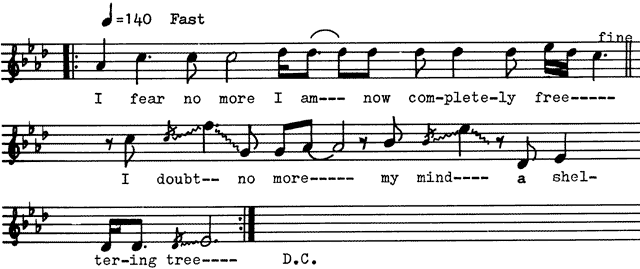 =140 Fast
fine
I fear no more I am--- now com-plete-ly free-----
I doubt-- no more----- my mind---- a shel-
ter-ing tree---- D.C.